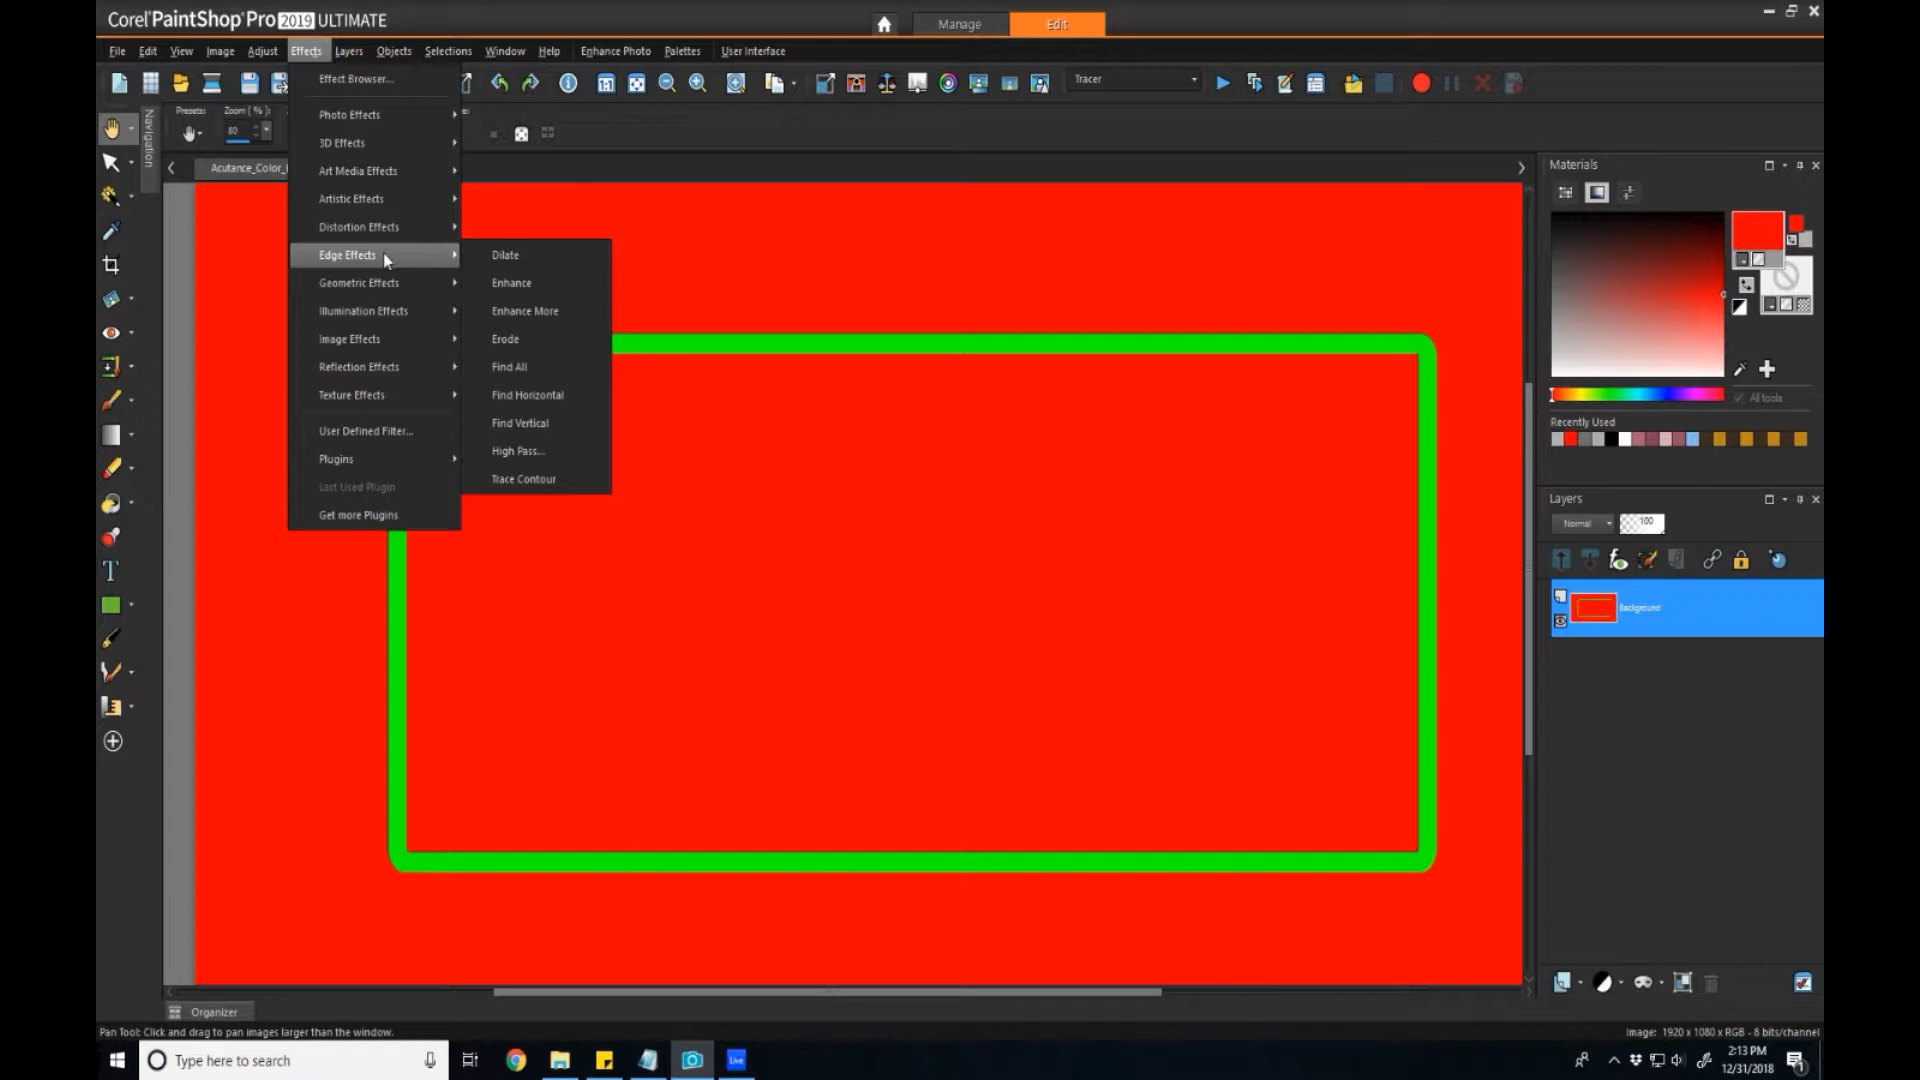 Corel® PaintShop® Pro 2019 ULTIMATE
Manage
Edit
File Edit View Image Adjust Effects Layers Objects Selections Window Help Enhance Photo Palettes User Interface
Tracer
Presets:
Zoom ( % ):
80
Navigation
Acutance_Color_
Effect Browser...
Photo Effects
3D Effects
Art Media Effects
Artistic Effects
Distortion Effects
Edge Effects
Geometric Effects
Illumination Effects
Image Effects
Reflection Effects
Texture Effects
User Defined Filter...
Plugins
Last Used Plugin
Get more Plugins
Dilate
Enhance
Enhance More
Erode
Find All
Find Horizontal
Find Vertical
High Pass...
Trace Contour
Materials
All tools
Recently Used
Layers
Normal
100
Background
Organizer
Pan Tool: Click and drag to pan images larger than the window.
Image: 1920 x 1080 x RGB - 8 bits/channel
Type here to search
Live
2:13 PM
12/31/2018
1